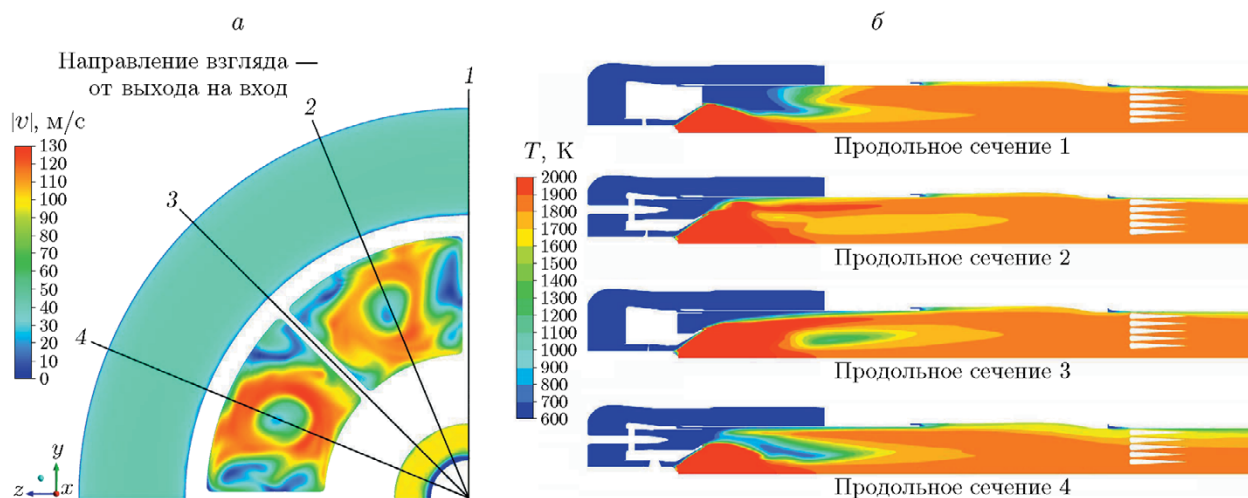 а
Направление взгляда —
от выхода на вход
|v|, м/с
130
120
110
100
90
80
70
60
50
40
30
20
10
0
1
2
3
4
y
z
x
б
T, К
2000
1900
1800
1700
1600
1500
1400
1300
1200
1100
1000
900
800
700
600
Продольное сечение 1
Продольное сечение 2
Продольное сечение 3
Продольное сечение 4